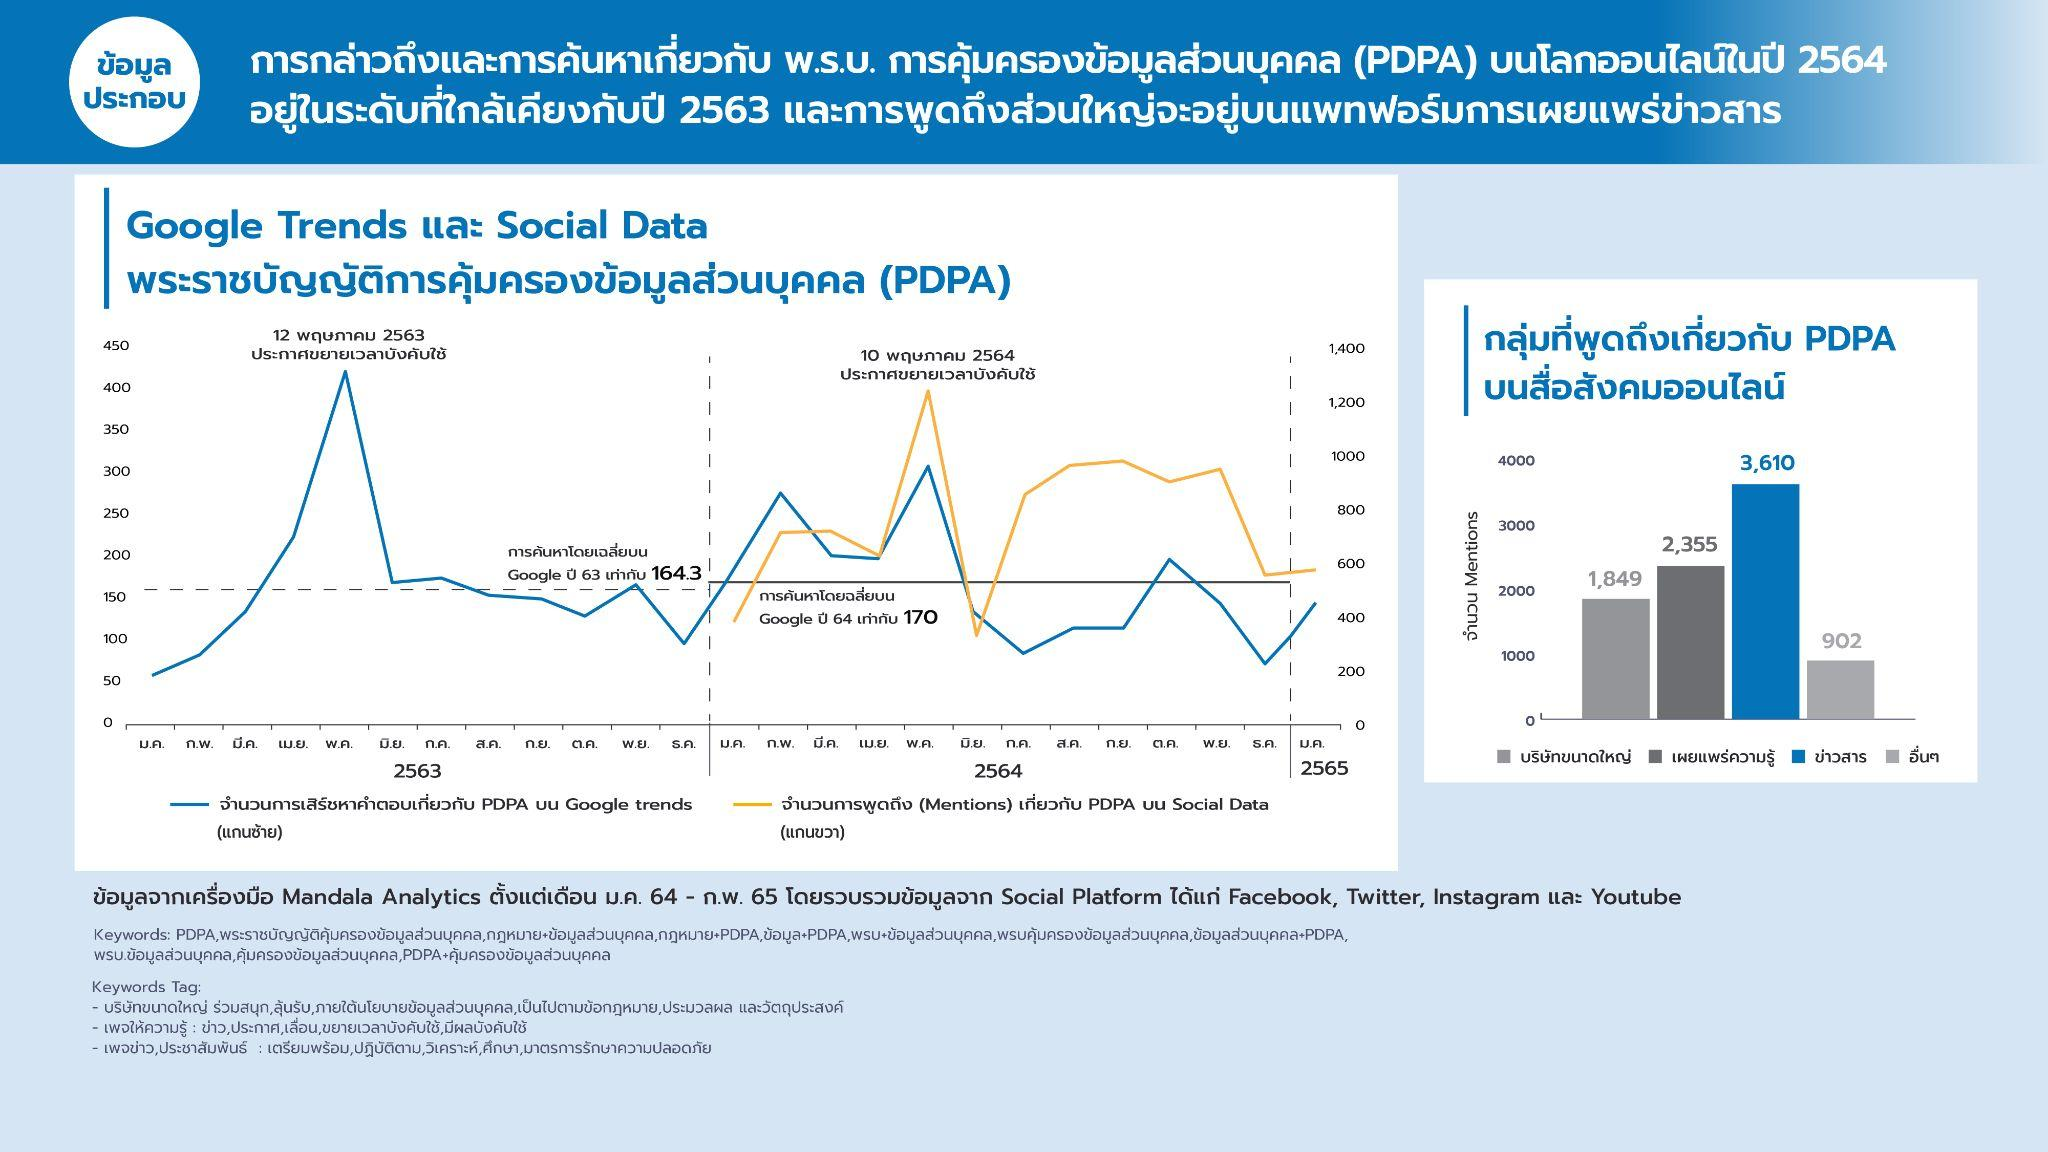 ข้อมูล
ประกอบ
การกล่าวถึงและการค้นหาเกี่ยวกับ พ.ร.บ. การคุ้มครองข้อมูลส่วนบุคคล (PDPA) บนโลกออนไลน์ในปี 2564
อยู่ในระดับที่ใกล้เคียงกับปี 2563 และการพูดถึงส่วนใหญ่จะอยู่บนแพทฟอร์มการเผยแพร่ข่าวสาร
Google Trends และ Social Data
พระราชบัญญัติการคุ้มครองข้อมูลส่วนบุคคล (PDPA)
12 พฤษภาคม 2563
ประกาศขยายเวลาบังคับใช้
10 พฤษภาคม 2564
ประกาศขยายเวลาบังคับใช้
450
400
350
300
250
200
150
100
50
0
1,400
1,200
1000
800
600
400
200
0
การค้นหาโดยเฉลี่ยบน
Google ปี 63 เท่ากับ 164.3
การค้นหาโดยฉลี่ยบน
Google ปี 64 เท่ากับ 170
ม.ค. ก.พ. มี.ค. เม.ย. พ.ค. มิ.ย. ก.ค. ส.ค. ก.ย. ต.ค. พ.ย. ธ.ค. ม.ค. ก.พ. มี.ค. เม.ย. พ.ค. มิ.ย. ก.ค. ส.ค. ก.ย. ต.ค. พ.ย. ธ.ค. ม.ค.
2563 2564 2565
จำนวนการเสิร์ชหาคำตอบเกี่ยวกับ PDPA บน Google trends
(แกนซ้าย)
จำนวนการพูดถึง (Mentions) เกี่ยวกับ PDPA บน Social Data
(แกนขวา)
กลุ่มที่พูดถึงเกี่ยวกับ PDPA
บนสื่อสังคมออนไลน์
จำนวน Mentions
4000
3000
2000
1000
0
1,849
2,355
3,610
902
บริษัทขนาดใหญ่ เผยแพร่ความรู้ ข่าวสาร อื่นๆ
ข้อมูลจากเครื่องมือ Mandala Analytics ตั้งแต่เดือน ม.ค. 64 - ก.พ. 65 โดยรวบรวมข้อมูลจาก Social Platform ได้แก่ Facebook, Twitter, Instagram และ Youtube
Keywords: PDPA,พระราชบัญญัติคุ้มครองข้อมูลส่วนบุคคล,กฎหมาย+ข้อมูลส่วนบุคคล,กฎหมาย+PDPA,ข้อมูล+PDPA,พรบ+ข้อมูลส่วนบุคคล,พรบคุ้มครองข้อมูลส่วนบุคคล,ข้อมูลส่วนบุคคล+PDPA,
พรบ.ข้อมูลส่วนบุคคล,คุ้มครองข้อมูลส่วนบุคคล,PDPA+คุ้มครองข้อมูลส่วนบุคคล
Keywords Tag:
- บริษัทขนาดใหญ่ ร่วมสนุก,ลุ้นรับ,ภายใต้นโยบายข้อมูลส่วนบุคคล,เป็นไปตามข้อกฎหมาย,ประมวลผล และวัตถุประสงค์
- เพจให้ความรู้ : ข่าว,ประกาศ,เลื่อน,ขยายเวลาบังคับใช้,มีผลบังคับใช้
- เพจข่าว,ประชาสัมพันธ์ : เตรียมพร้อม,ปฏิบัติตาม,วิเคราะห์,ศึกษา,มาตรการรักษาความปลอดภัย